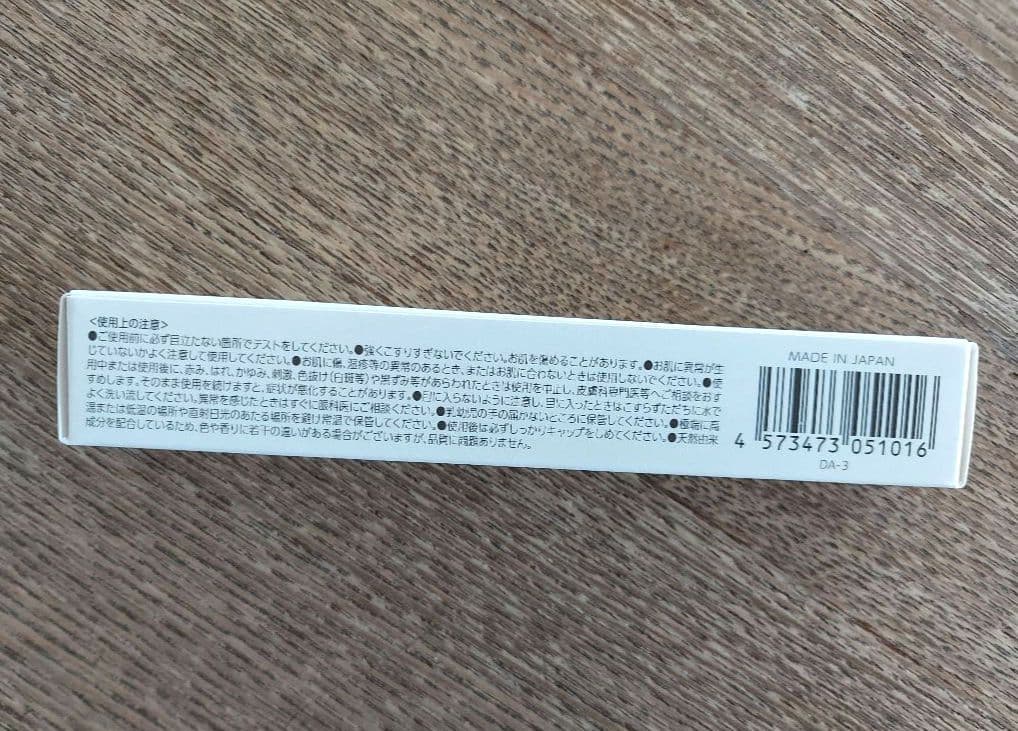 <使用上の注意>
●ご使用前に必ず目立たない箇所でテストをしてください。●強くこすりすぎないでください。お肌を傷めることがあります。●お肌に異常が生
じていないかよく注意して使用してください。●お肌に傷、湿疹等の異常のあるとき、またはお肌に合わないときは使用しないでください。●使
用中または使用後に、赤み、はれ、かゆみ、刺激、色抜け(白斑等)や黒ずみ等があらわれたときは使用を中止し、皮膚科専門医等へご相談をおす
すめします。そのまま使用を続けますと、症状が悪化することがあります。●目に入らないように注意し、目に入ったときはこすらずただちに水で
よく洗い流してください。異常を感じたときはすぐに眼科医にご相談ください。●乳幼児の手の届かないところに保管してください。●極端に高
温または低温の場所や直射日光のあたる場所を避け常温で保管してください。●使用後は必ずしっかりキャップをしめてください。●天然由来
成分を配合しているため、色や香りに若干の違いがある場合がございますが、品質に問題ありません。
MADE IN JAPAN
4 573473 051016
DA-3